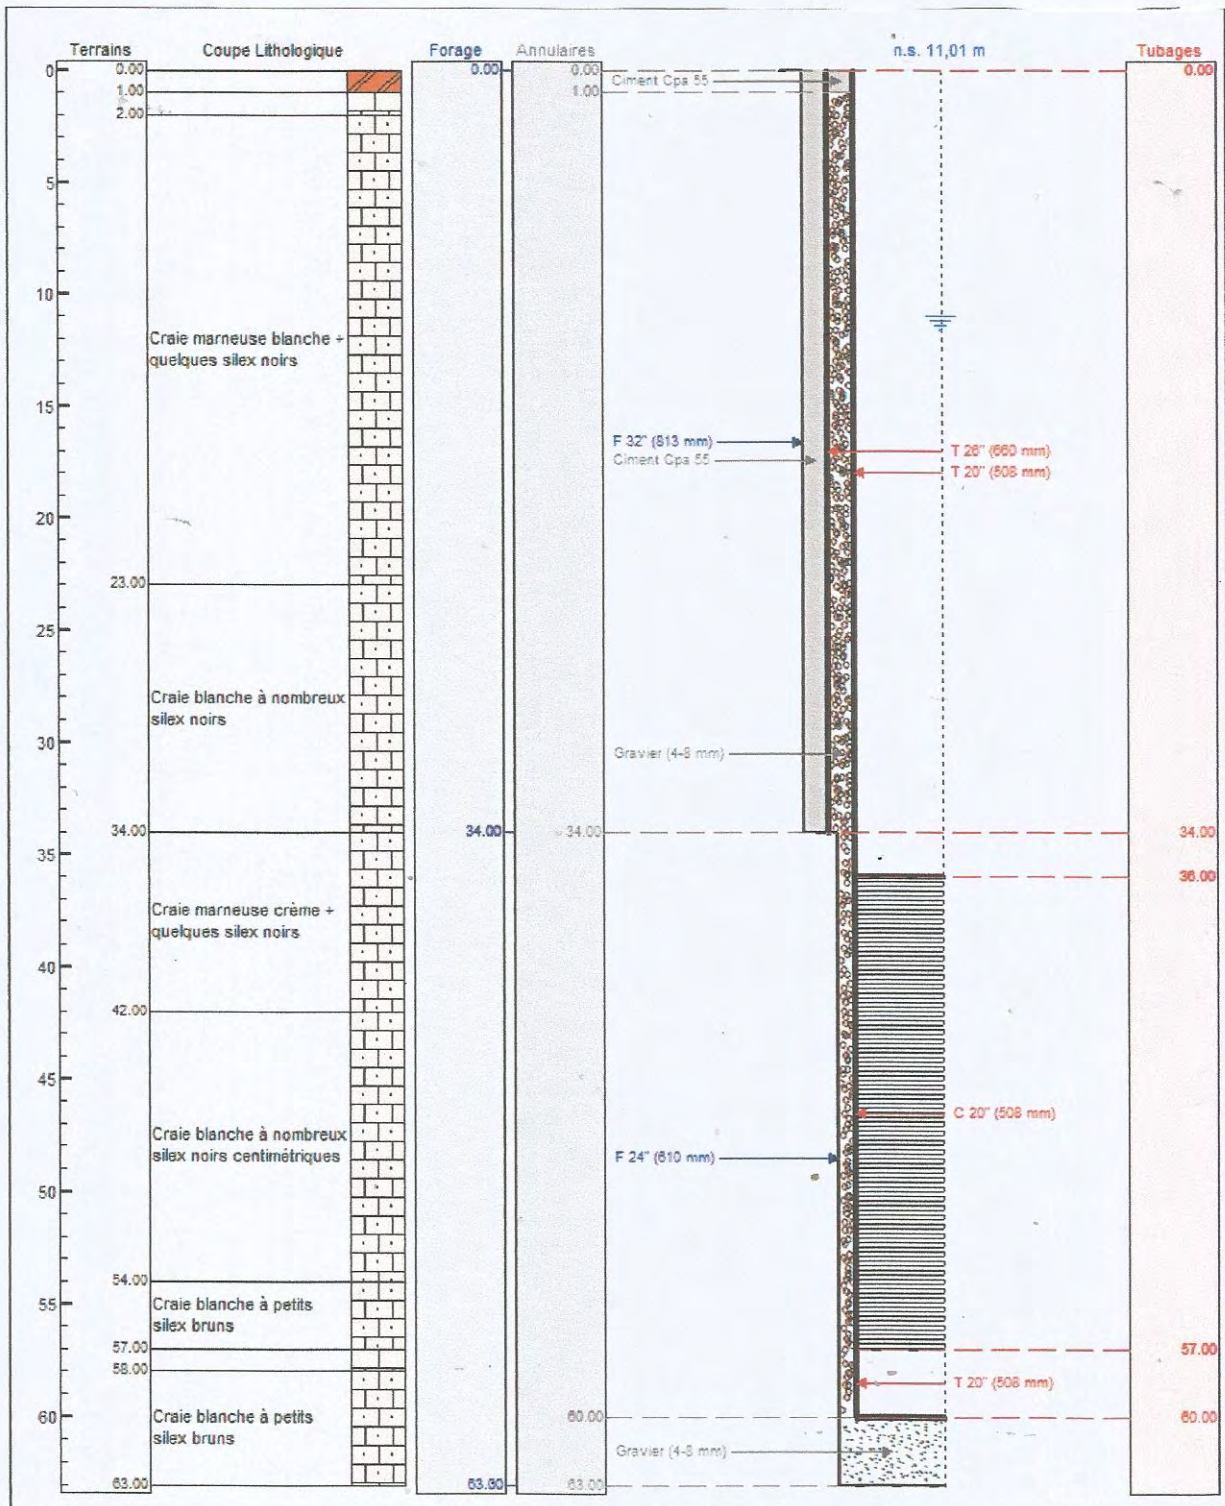 Terrains Coupe Lithologique Forage Annulaires n.s. 11,01 m Tubages
0 0.00 0.00 0.00 0.00
Ciment Cpa 55
1.00 1.00
2.00
5
10
Craie marneuse blanche +
quelques silex noirs
15
F 32" (813 mm) T 26" (660 mm)
Ciment Cpa 55 T 20" (508 mm)
20
23.00
25
Craie blanche à nombreux
silex noirs
30 Gravier (4-8 mm)
34.00 34.00 34.00 34.00
35
36.00
Craie marneuse crème +
quelques silex noirs
40
42.00
45
C 20" (508 mm)
Craie blanche à nombreux
silex noirs centimétriques
F 24" (610 mm)
50
54.00
55 Craie blanche à petits
silex bruns
57.00 57.00
58.00
T 20" (508 mm)
60 60.00 60.00
Craie blanche à petits
silex bruns
Gravier (4-8 mm)
63.00 63.00 63.00